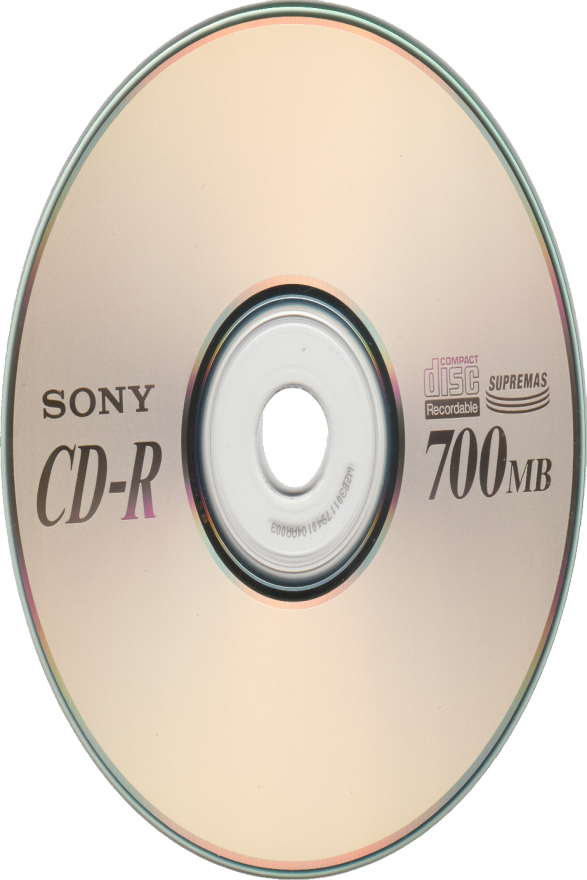 SONY
CD-R
COMPACT
disc
Recordable
SUPREMAS
700MB